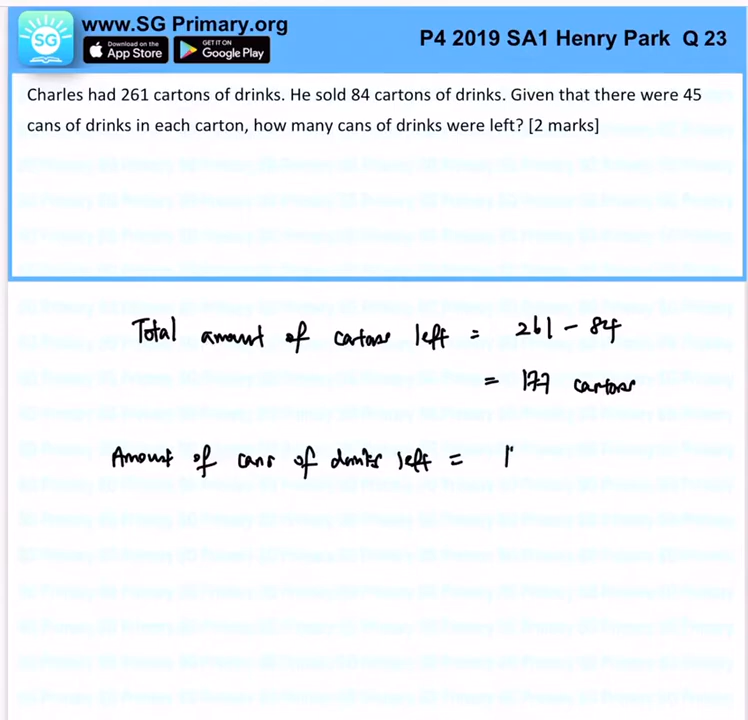 www.SG Primary.org
SG
Download on the App Store
GET IT ON Google Play
P4 2019 SA1 Henry Park Q 23
Charles had 261 cartons of drinks. He sold 84 cartons of drinks. Given that there were 45
cans of drinks in each carton, how many cans of drinks were left? [2 marks]
Total amount of cartons left = 261 - 84
= 177 cartons
Amount of cans of drinks left = 1